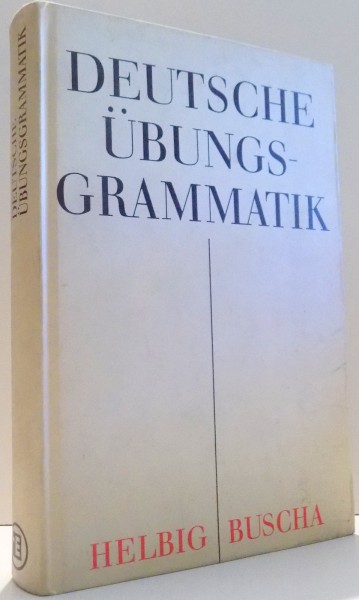 DEUTSCHE
ÜBUNGS-
GRAMMATIK
HELBIG BUSCHA
DEUTSCHE
ÜBUNGSGRAMMATIK
E